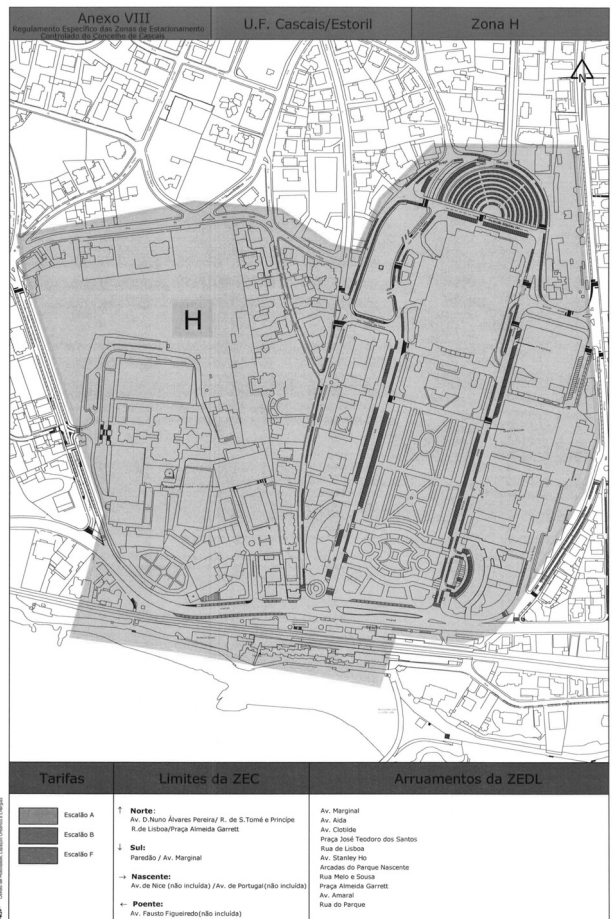 Anexo VIII
Regulamento Específico das Zonas de Estacionamento
Controlado do Concelho de Cascais
U.F. Cascais/Estoril
Zona H
N
H
Tarifas
Escalão A
Escalão B
Escalão F
Limites da ZEC
↑ Norte:
Av. D.Nuno Álvares Pereira/ R. de S.Tomé e Príncipe
R.de Lisboa/Praça Almeida Garrett
↓ Sul:
Paredão / Av. Marginal
→ Nascente:
Av. de Nice (não incluída) /Av. de Portugal(não incluída)
← Poente:
Av. Fausto Figueiredo(não incluída)
Arruamentos da ZEDL
Av. Marginal
Av. Aida
Av. Clotilde
Praça José Teodoro dos Santos
Rua de Lisboa
Av. Stanley Ho
Arcadas do Parque Nascente
Rua Melo e Sousa
Praça Almeida Garrett
Av. Amaral
Rua do Parque